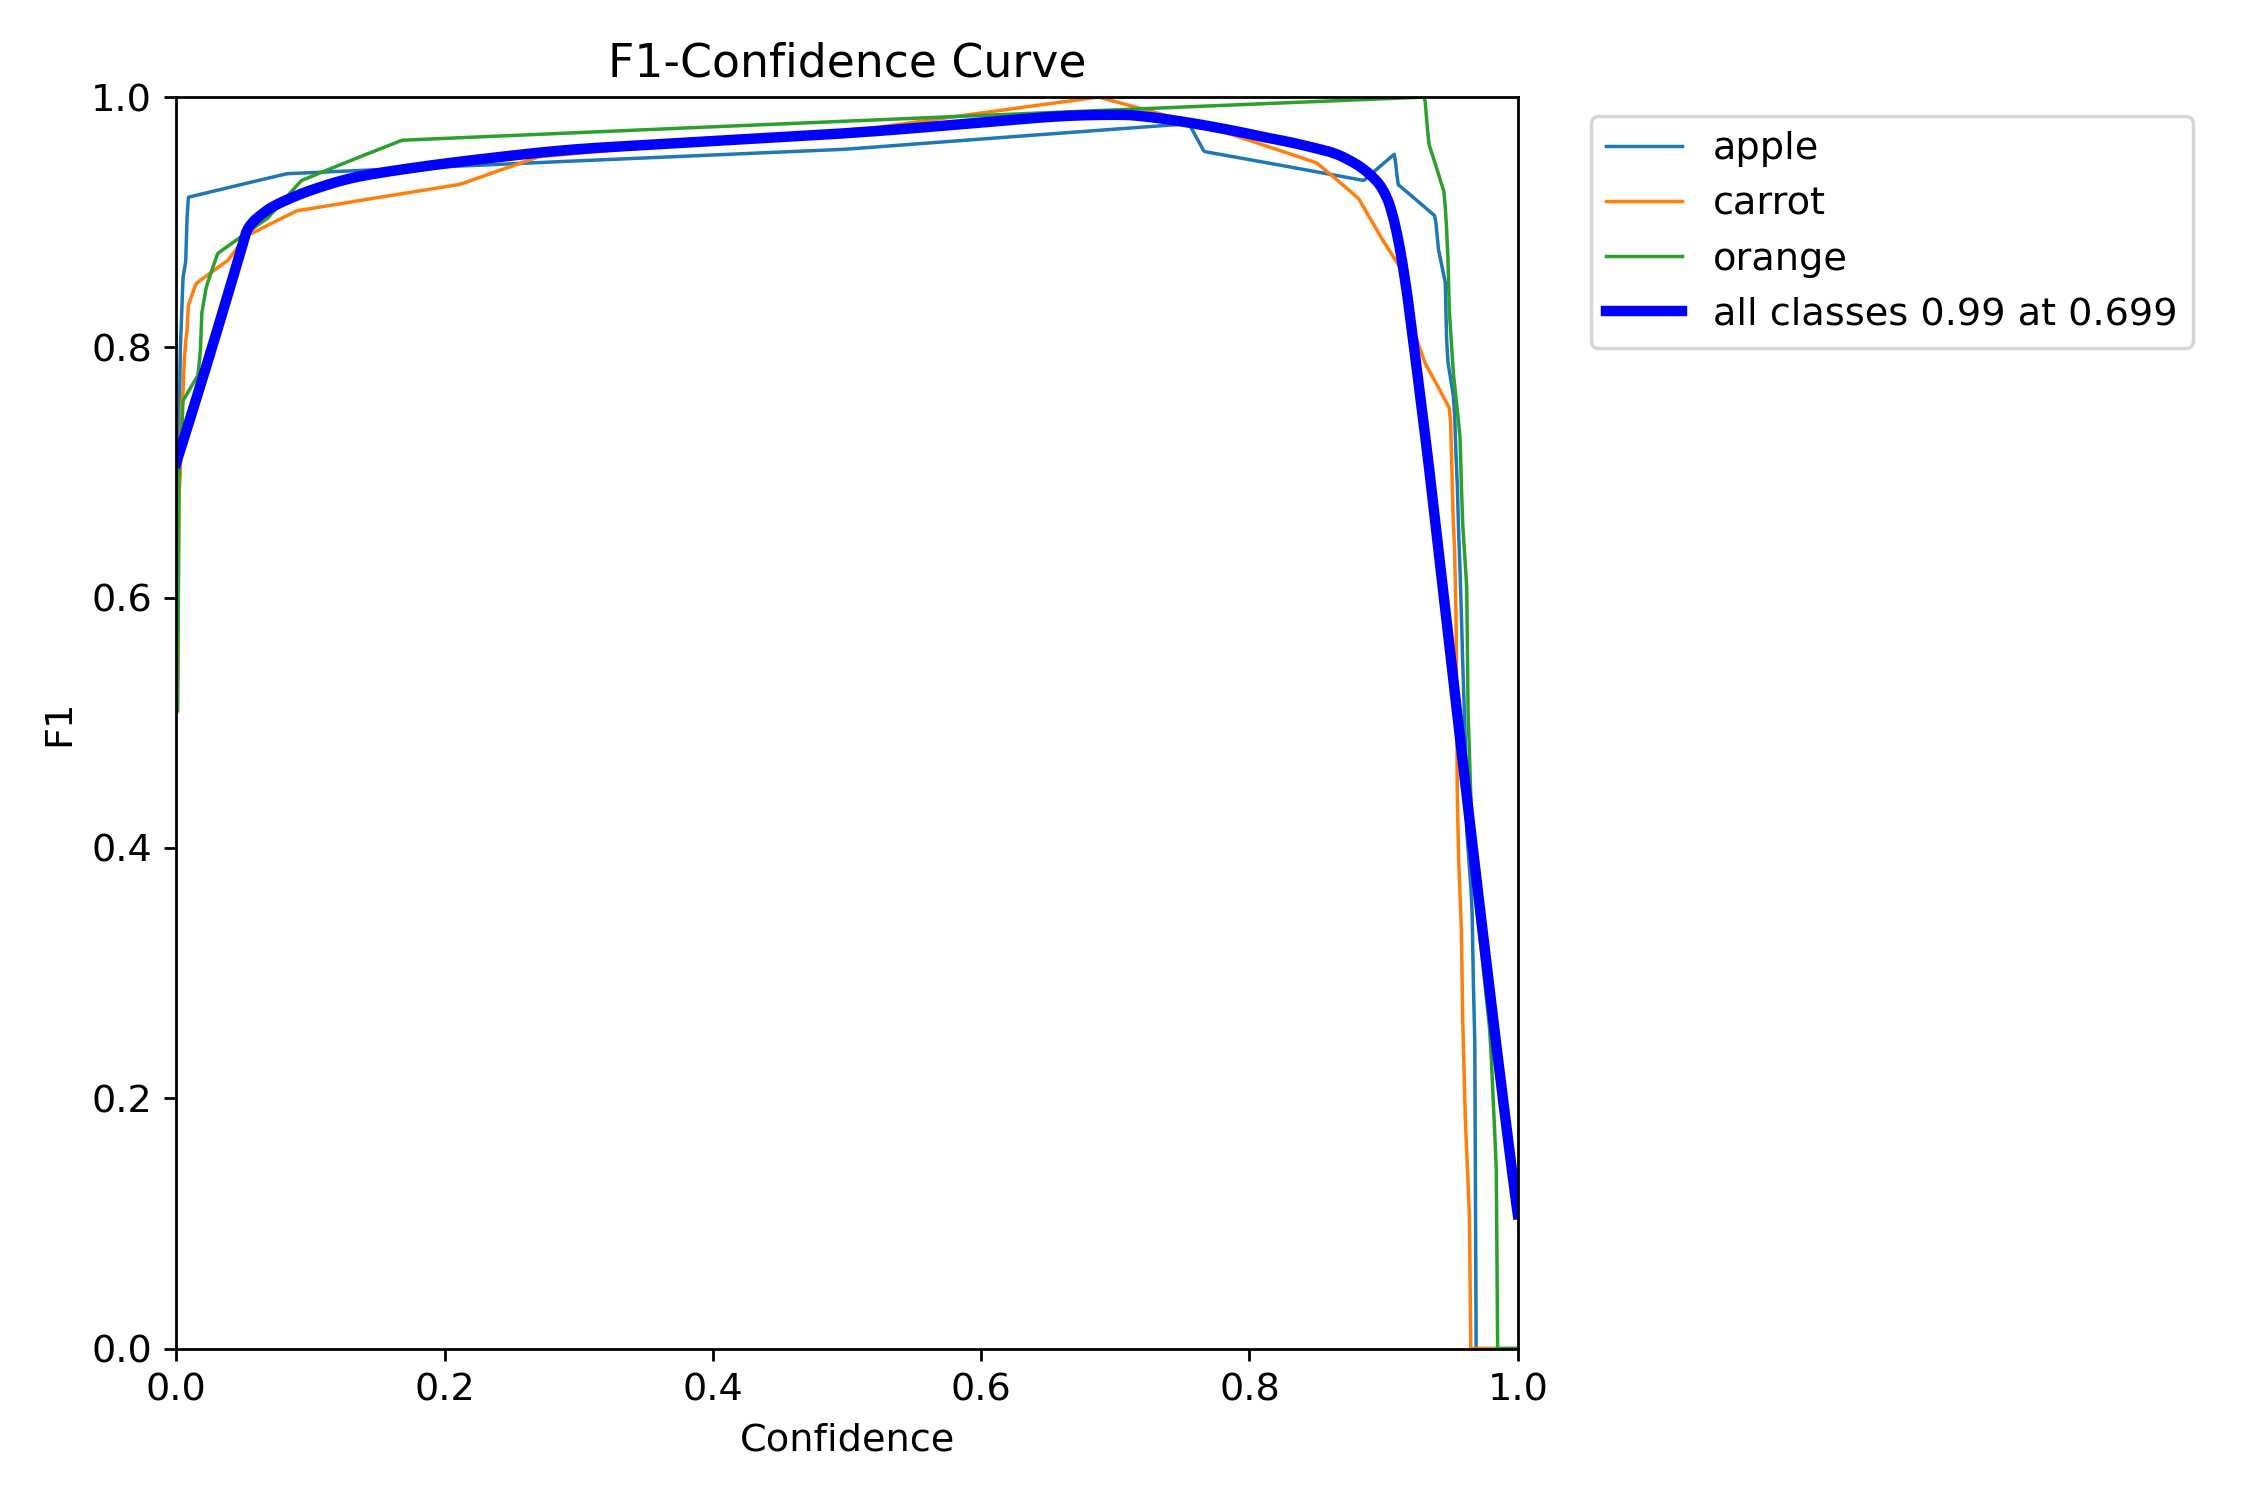 F1-Confidence Curve
1.0
0.8
0.6
0.4
0.2
0.0
F1
0.0 0.2 0.4 0.6 0.8 1.0
Confidence
apple
carrot
orange
all classes 0.99 at 0.699